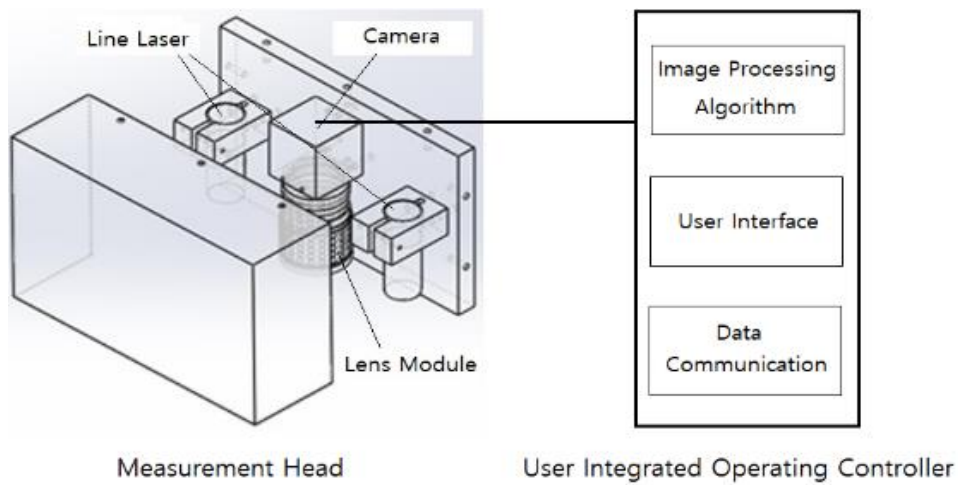 Line Laser
Camera
Lens Module
Measurement Head
Image Processing
Algorithm
User Interface
Data
Communication
User Integrated Operating Controller